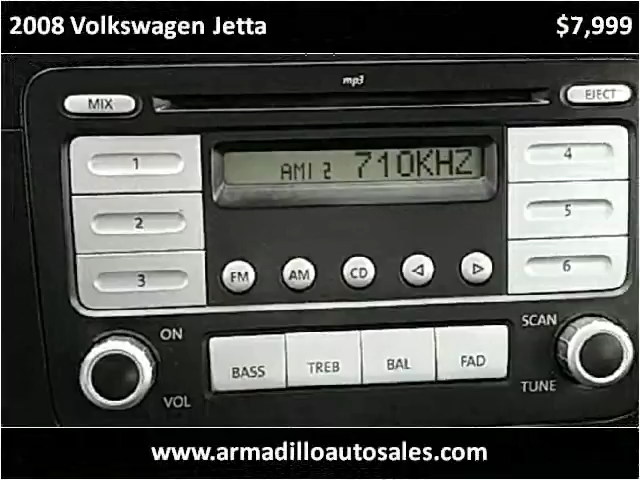 2008 Volkswagen Jetta $7,999
mp3
MIX EJECT
1 4
AM1 2 710KHZ
2 5
3 6
FM AM CD
ON SCAN
BASS TREB BAL FAD
VOL TUNE
www.armadilloautosales.com